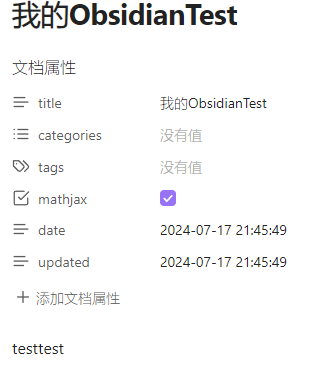 我的ObsidianTest
文档属性
title 我的ObsidianTest
categories 没有值
tags 没有值
mathjax
date 2024-07-17 21:45:49
updated 2024-07-17 21:45:49
添加文档属性
testtest